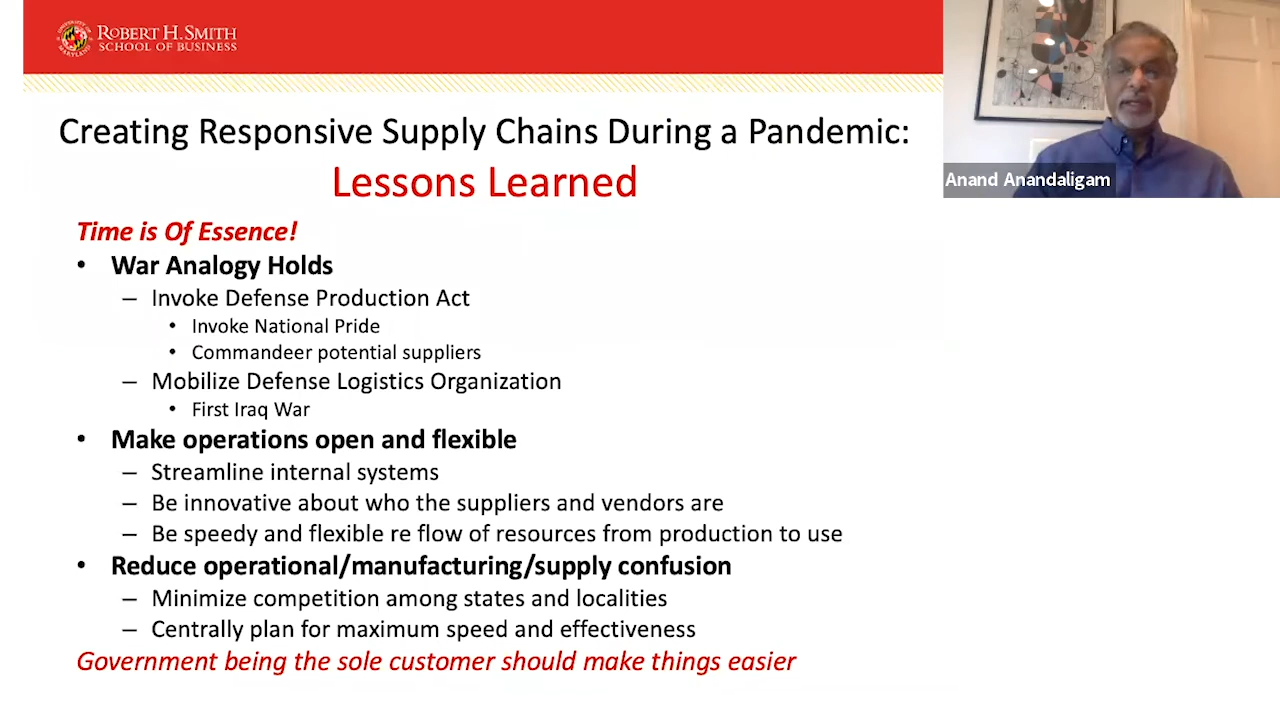 UNIVERSITY OF MARYLAND
ROBERT H. SMITH
SCHOOL OF BUSINESS
Anand Anandaligam
Creating Responsive Supply Chains During a Pandemic:
Lessons Learned
Time is Of Essence!
• War Analogy Holds
– Invoke Defense Production Act
• Invoke National Pride
• Commandeer potential suppliers
– Mobilize Defense Logistics Organization
• First Iraq War
• Make operations open and flexible
– Streamline internal systems
– Be innovative about who the suppliers and vendors are
– Be speedy and flexible re flow of resources from production to use
• Reduce operational/manufacturing/supply confusion
– Minimize competition among states and localities
– Centrally plan for maximum speed and effectiveness
Government being the sole customer should make things easier